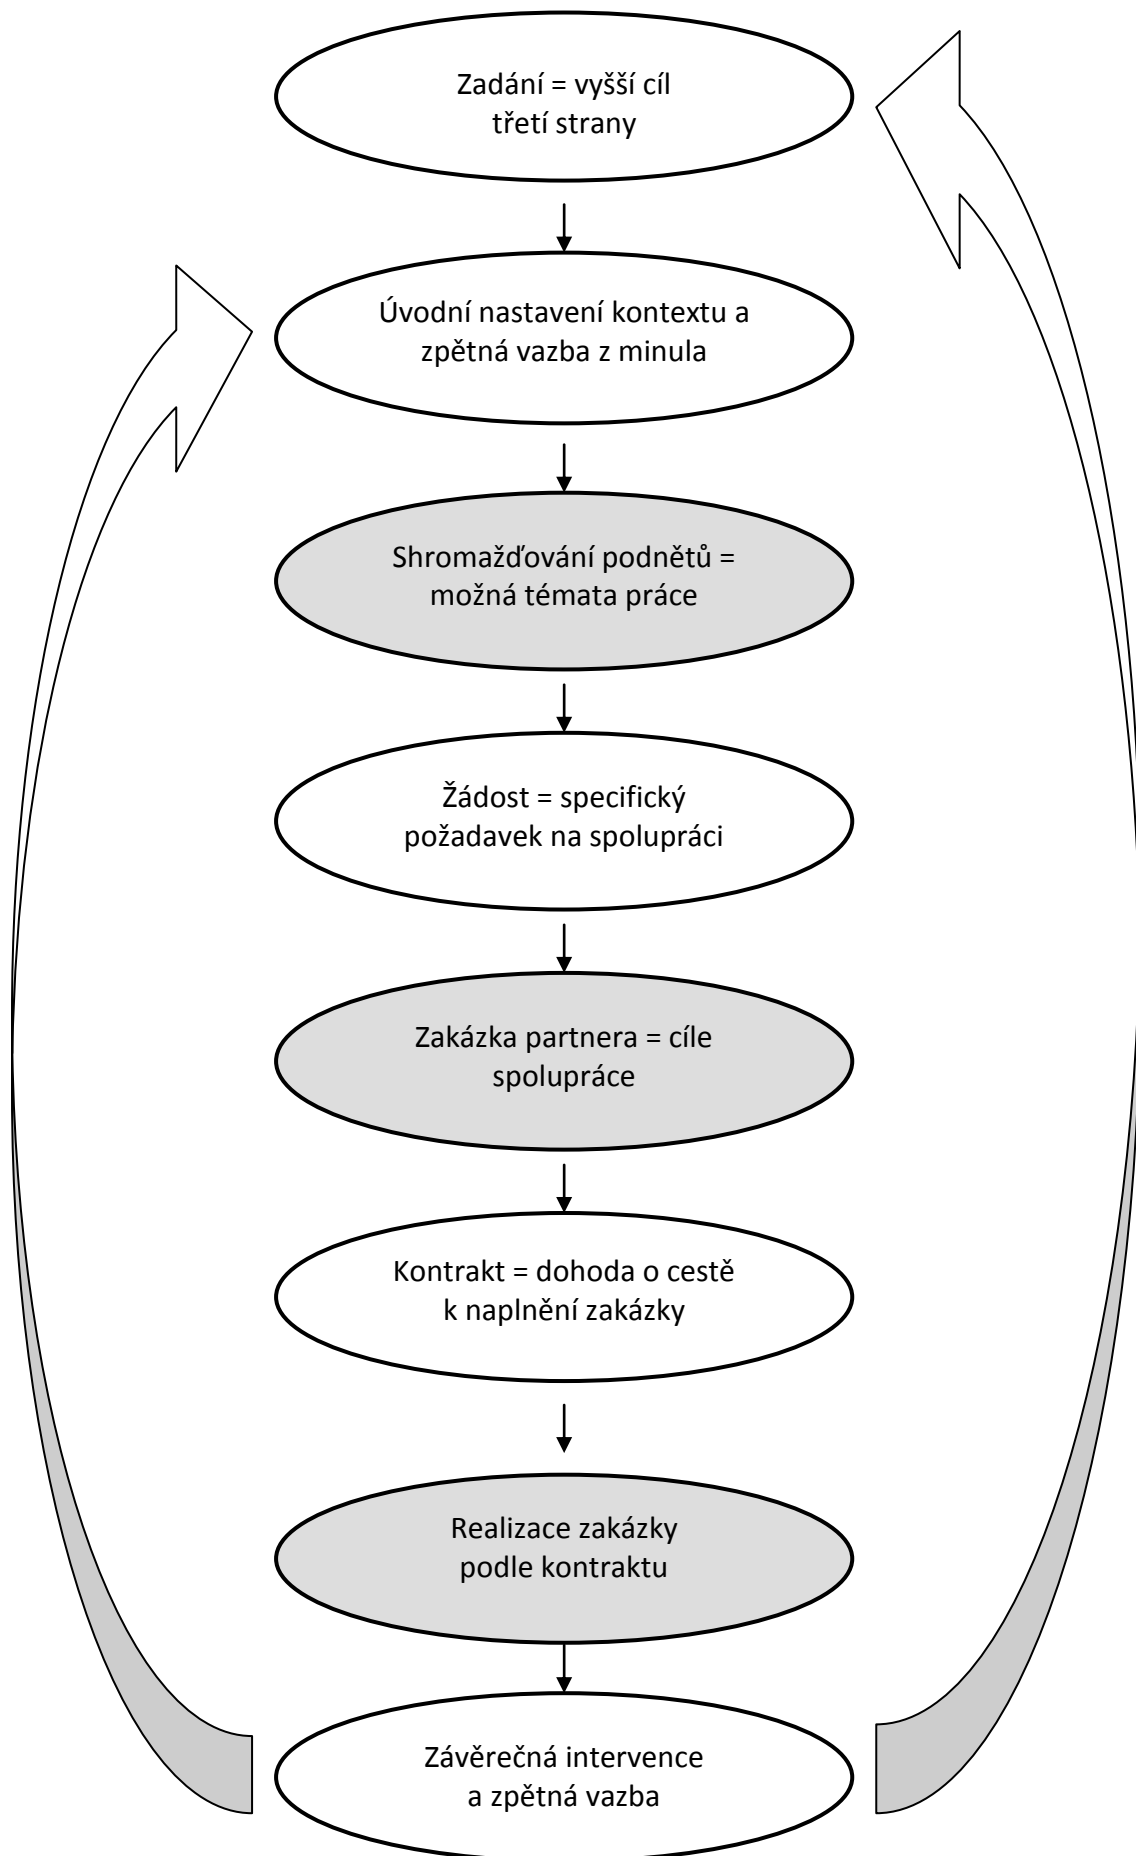 Zadání = vyšší cíl
třetí strany
Úvodní nastavení kontextu a
zpětná vazba z minula
Shromažďování podnětů =
možná témata práce
Žádost = specifický
požadavek na spolupráci
Zakázka partnera = cíle
spolupráce
Kontrakt = dohoda o cestě
k naplnění zakázky
Realizace zakázky
podle kontraktu
Závěrečná intervence
a zpětná vazba